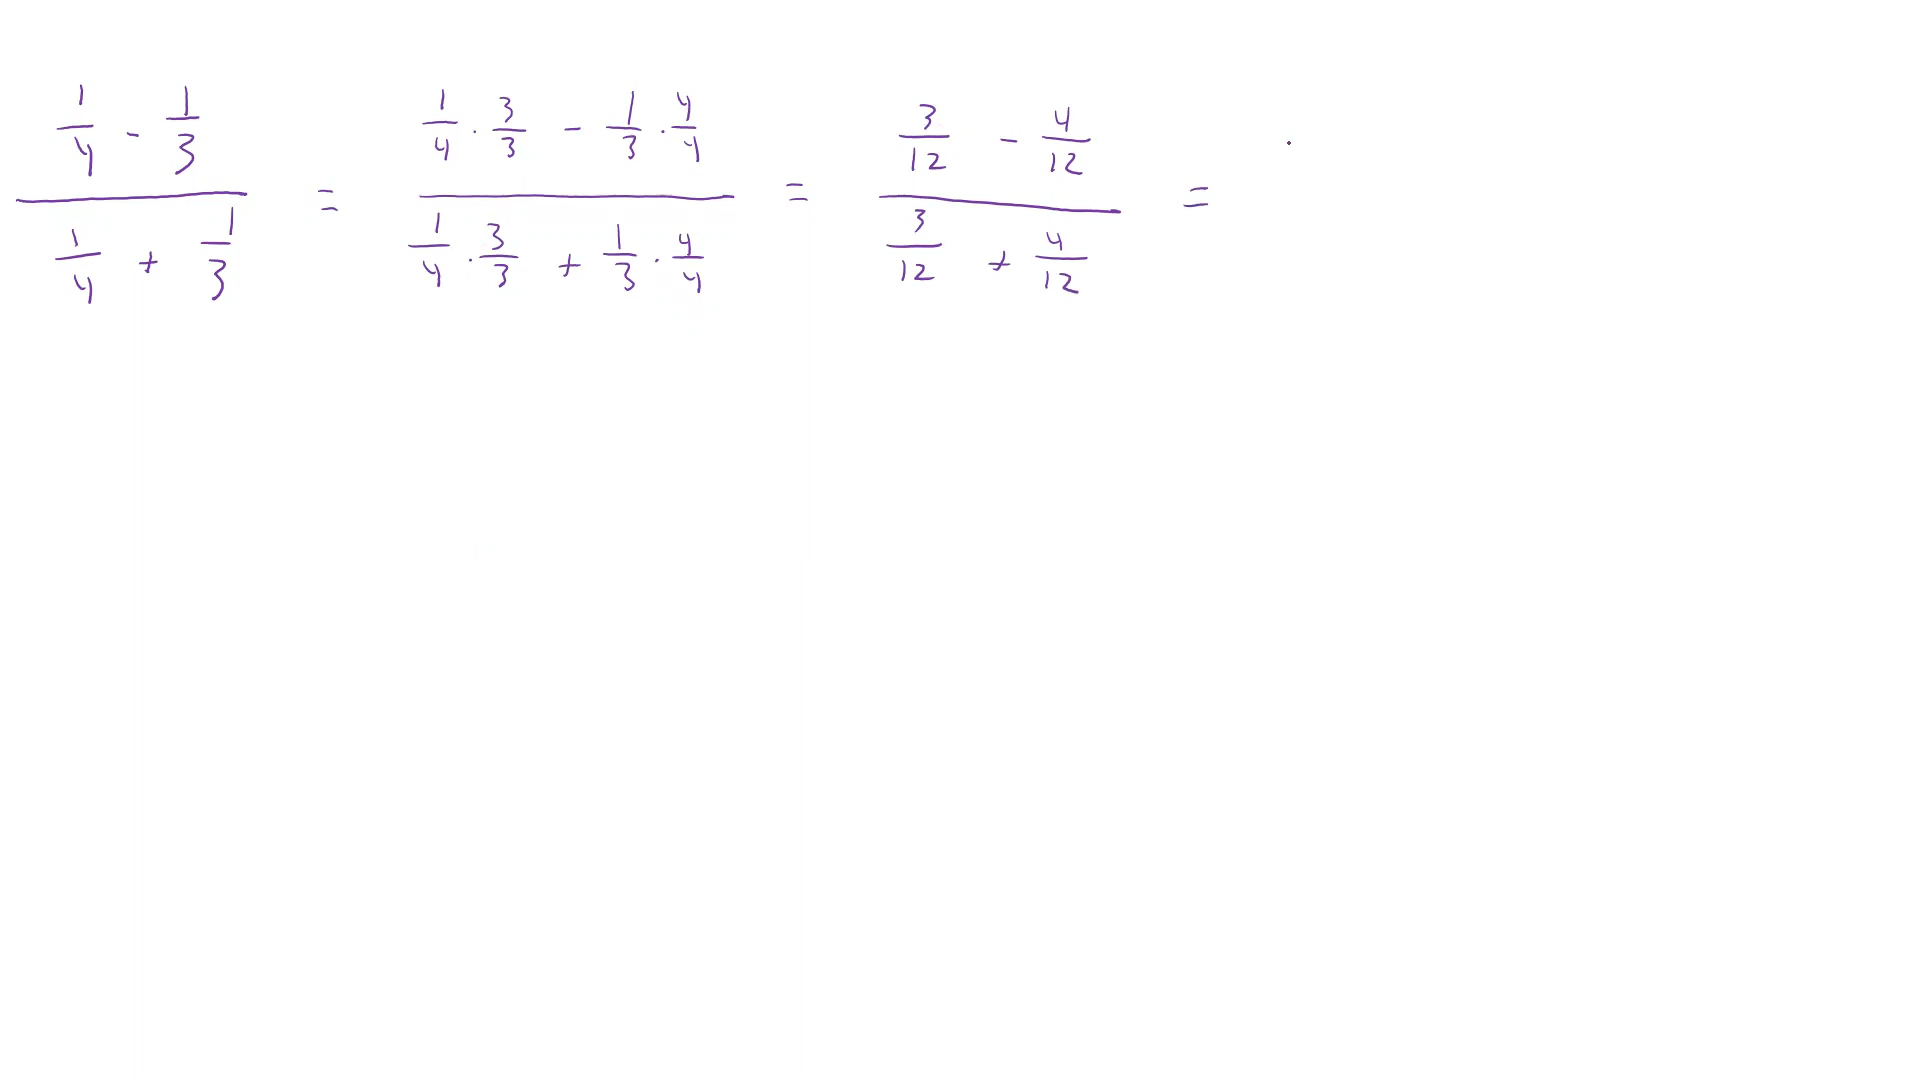 1/4 - 1/3 1/4 · 3/3 - 1/3 · 4/4 3/12 - 4/12
= = =
1/4 + 1/3 1/4 · 3/3 + 1/3 · 4/4 3/12 + 4/12